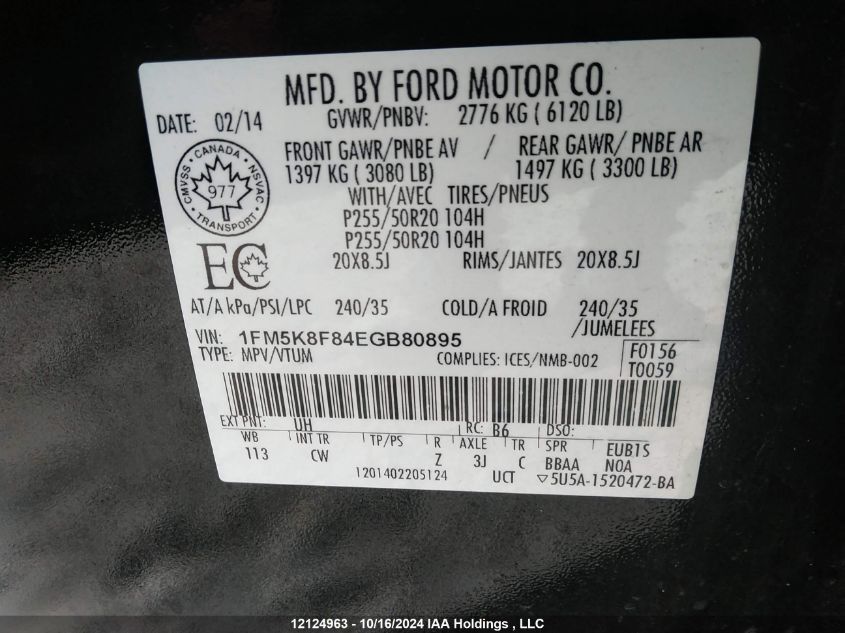 MFD. BY FORD MOTOR CO.
DATE: 02/14 GVWR/PNBV: 2776 KG ( 6120 LB)
FRONT GAWR/PNBE AV / REAR GAWR/ PNBE AR
1397 KG ( 3080 LB) 1497 KG ( 3300 LB)
CMVSS · CANADA · NSVAC
977
TRANSPORT
WITH/AVEC TIRES/PNEUS
P255/50R20 104H
P255/50R20 104H
EC
20X8.5J RIMS/JANTES 20X8.5J
AT/A kPa/PSI/LPC 240/35 COLD/A FROID 240/35
/JUMELEES
VIN: 1FM5K8F84EGB80895
TYPE: MPV/VTUM COMPLIES: ICES/NMB-002
F0156
T0059
EXT PNT: UH RC: B6 DSO:
WB INT TR TP/PS R AXLE TR SPR EUB1S
113 CW Z 3J C BBAA N0A
1201402205124 UCT ▽5U5A-1520472-BA
12124963 - 10/16/2024 IAA Holdings , LLC